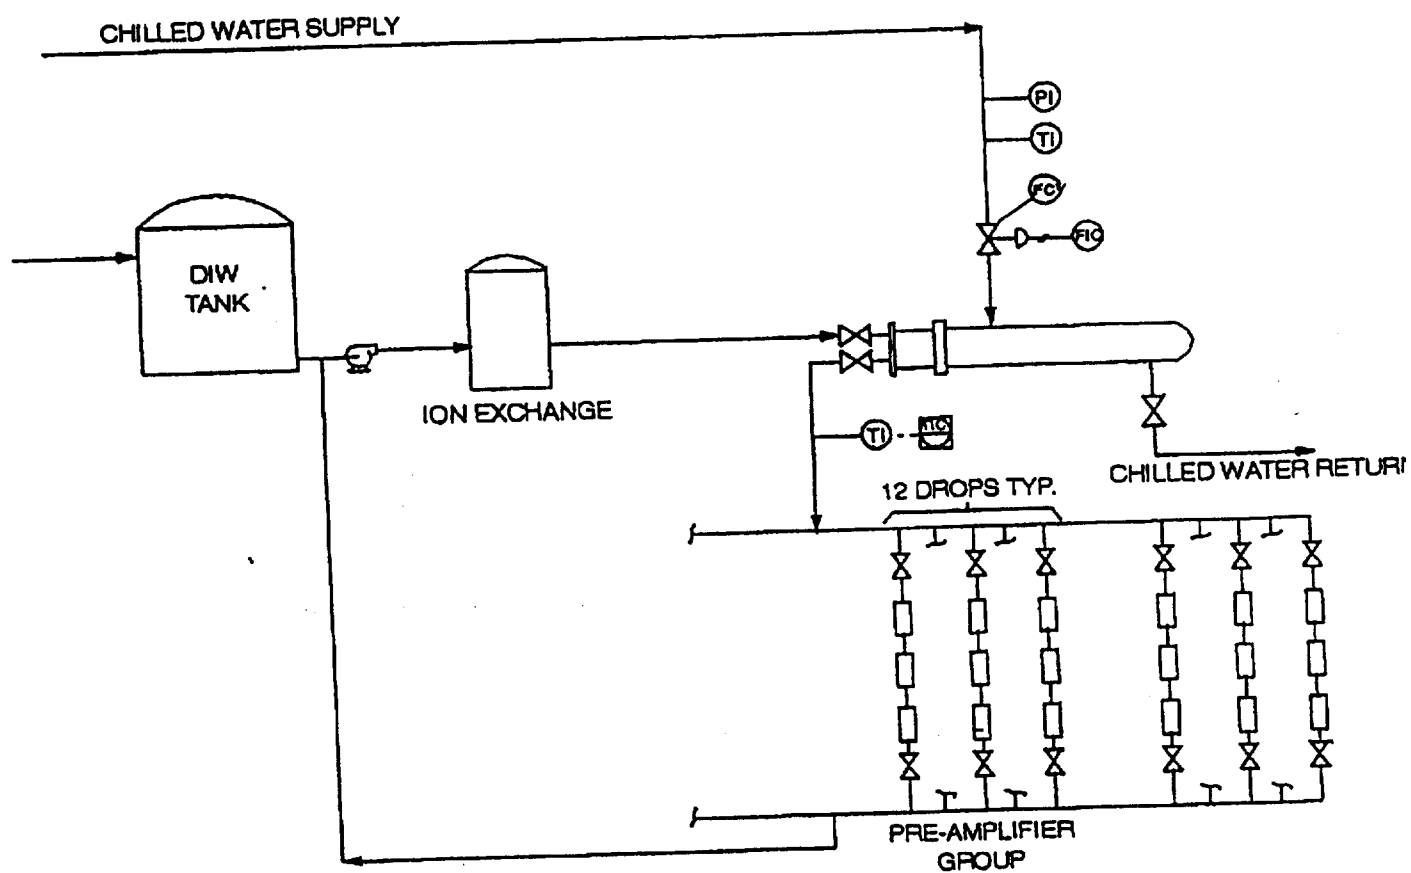 CHILLED WATER SUPPLY
PI
TI
FCV
FIC
DIW
TANK
ION EXCHANGE
TI
CHILLED WATER RETURN
12 DROPS TYP.
PRE-AMPLIFIER
GROUP